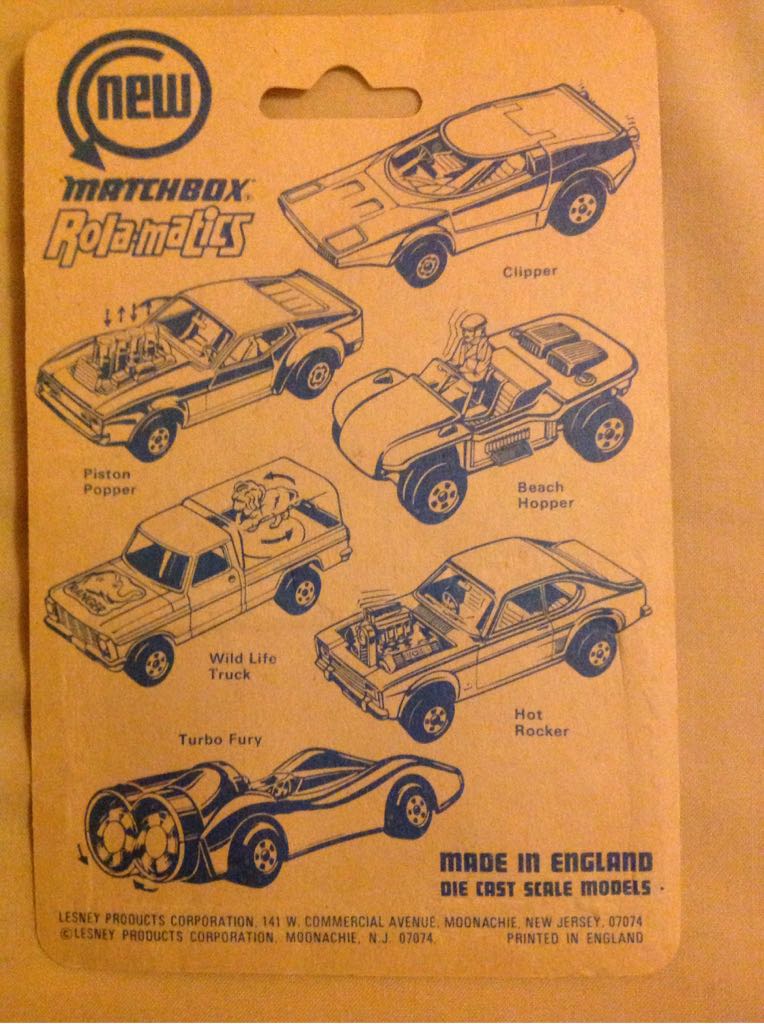 new
MATCHBOX
Rola-matics
Clipper
Piston
Popper
Beach
Hopper
RANGER
Wild Life
Truck
Hot
Rocker
Turbo Fury
MADE IN ENGLAND
DIE CAST SCALE MODELS
LESNEY PRODUCTS CORPORATION, 141 W. COMMERCIAL AVENUE, MOONACHIE, NEW JERSEY, 07074
©LESNEY PRODUCTS CORPORATION, MOONACHIE, N.J. 07074. PRINTED IN ENGLAND